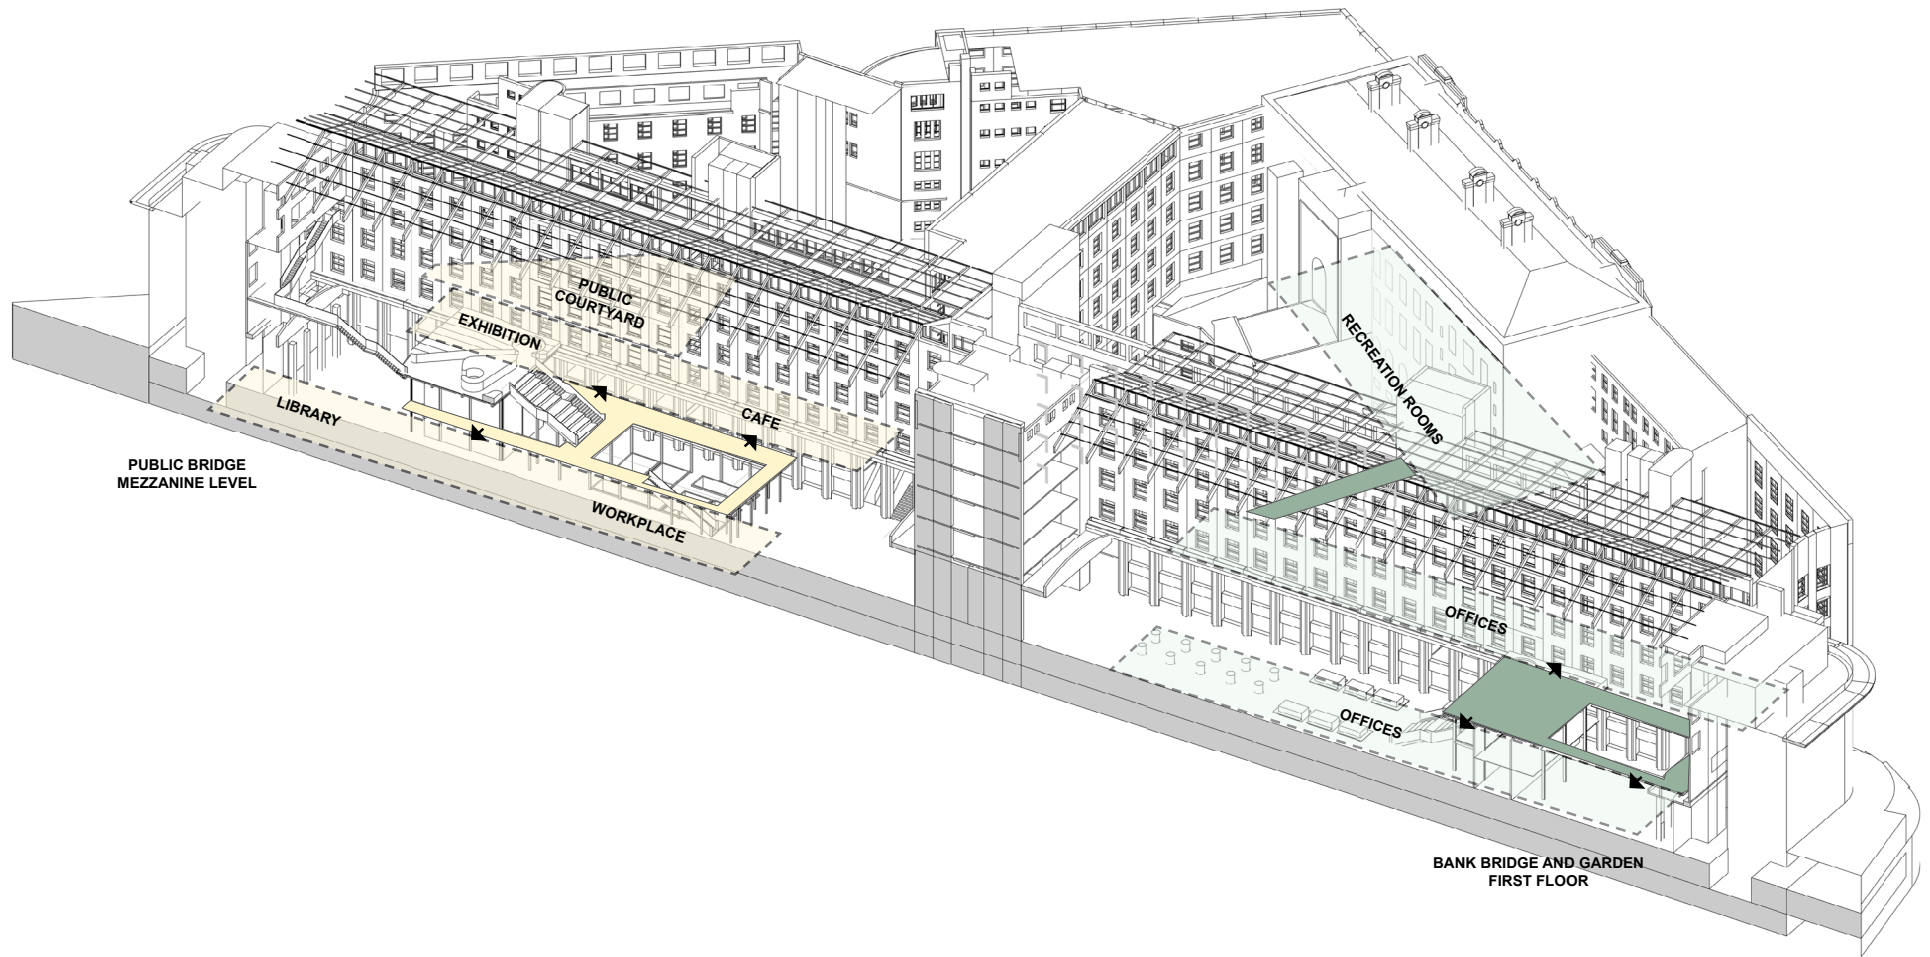 PUBLIC
COURTYARD
EXHIBITION
LIBRARY
CAFE
WORKPLACE
PUBLIC BRIDGE
MEZZANINE LEVEL
RECREATION ROOMS
OFFICES
OFFICES
BANK BRIDGE AND GARDEN
FIRST FLOOR